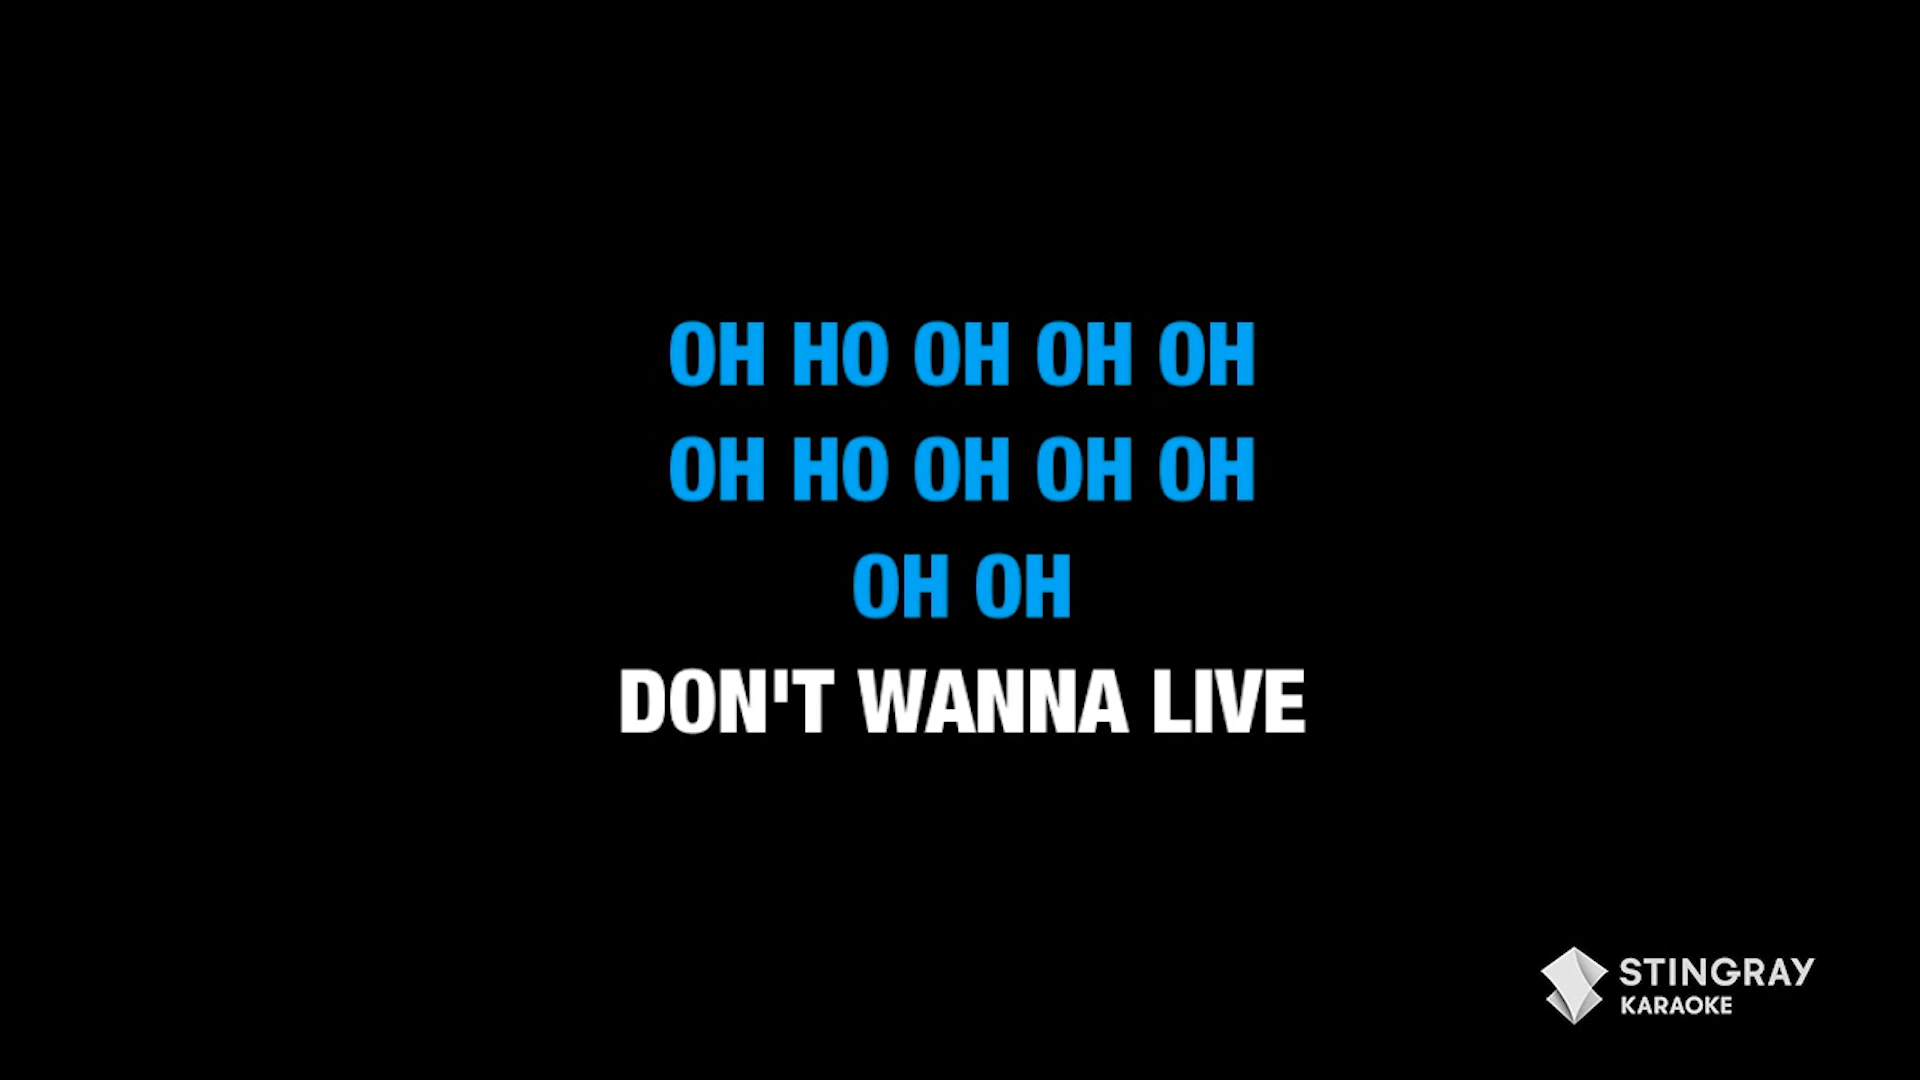 OH HO OH OH OH
OH HO OH OH OH
OH OH
DON'T WANNA LIVE
STINGRAY
KARAOKE